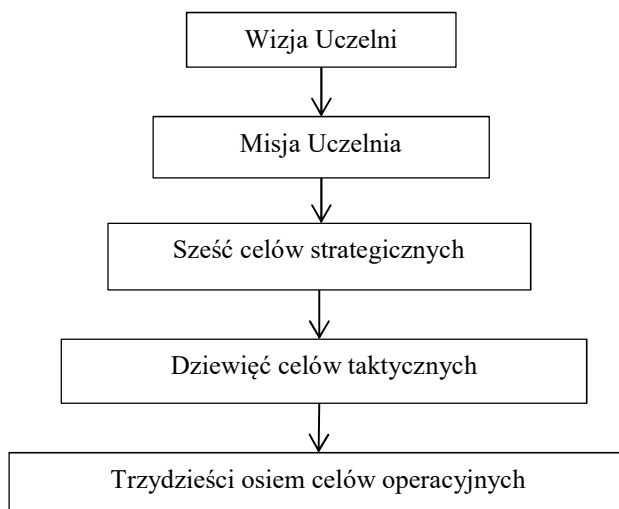 Wizja Uczelni
Misja Uczelnia
Sześć celów strategicznych
Dziewięć celów taktycznych
Trzydzieści osiem celów operacyjnych